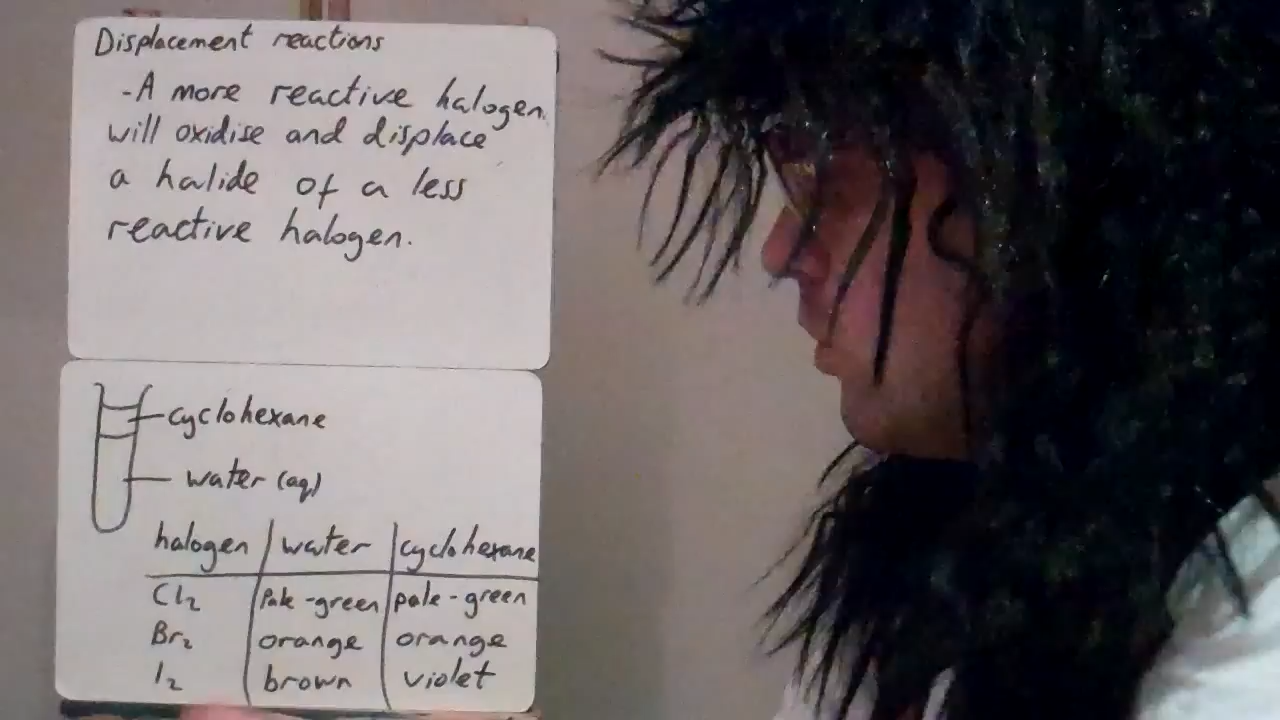 Displacement reactions
-A more reactive halogen
will oxidise and displace
a halide of a less
reactive halogen.
cyclohexane
water (aq)
halogen water cyclohexane
Cl2 Pale-green pale-green
Br2 orange orange
I2 brown violet